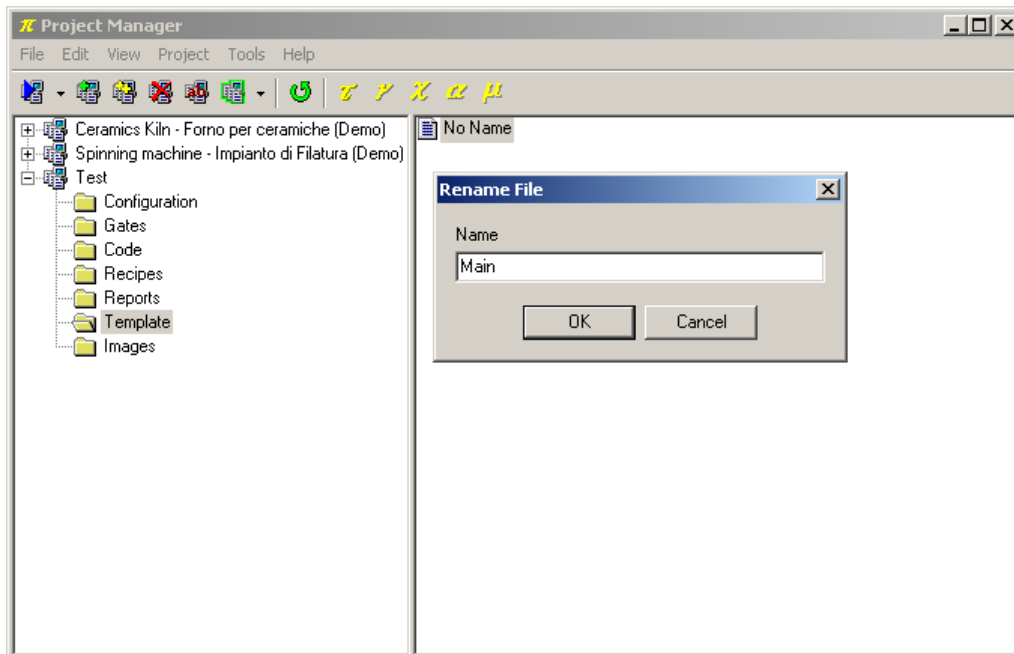 π Project Manager
File Edit View Project Tools Help
τ γ χ α μ
Ceramics Kiln - Forno per ceramiche (Demo)
Spinning machine - Impianto di Filatura (Demo)
Test
Configuration
Gates
Code
Recipes
Reports
Template
Images
No Name
Rename File
Name
Main
OK Cancel